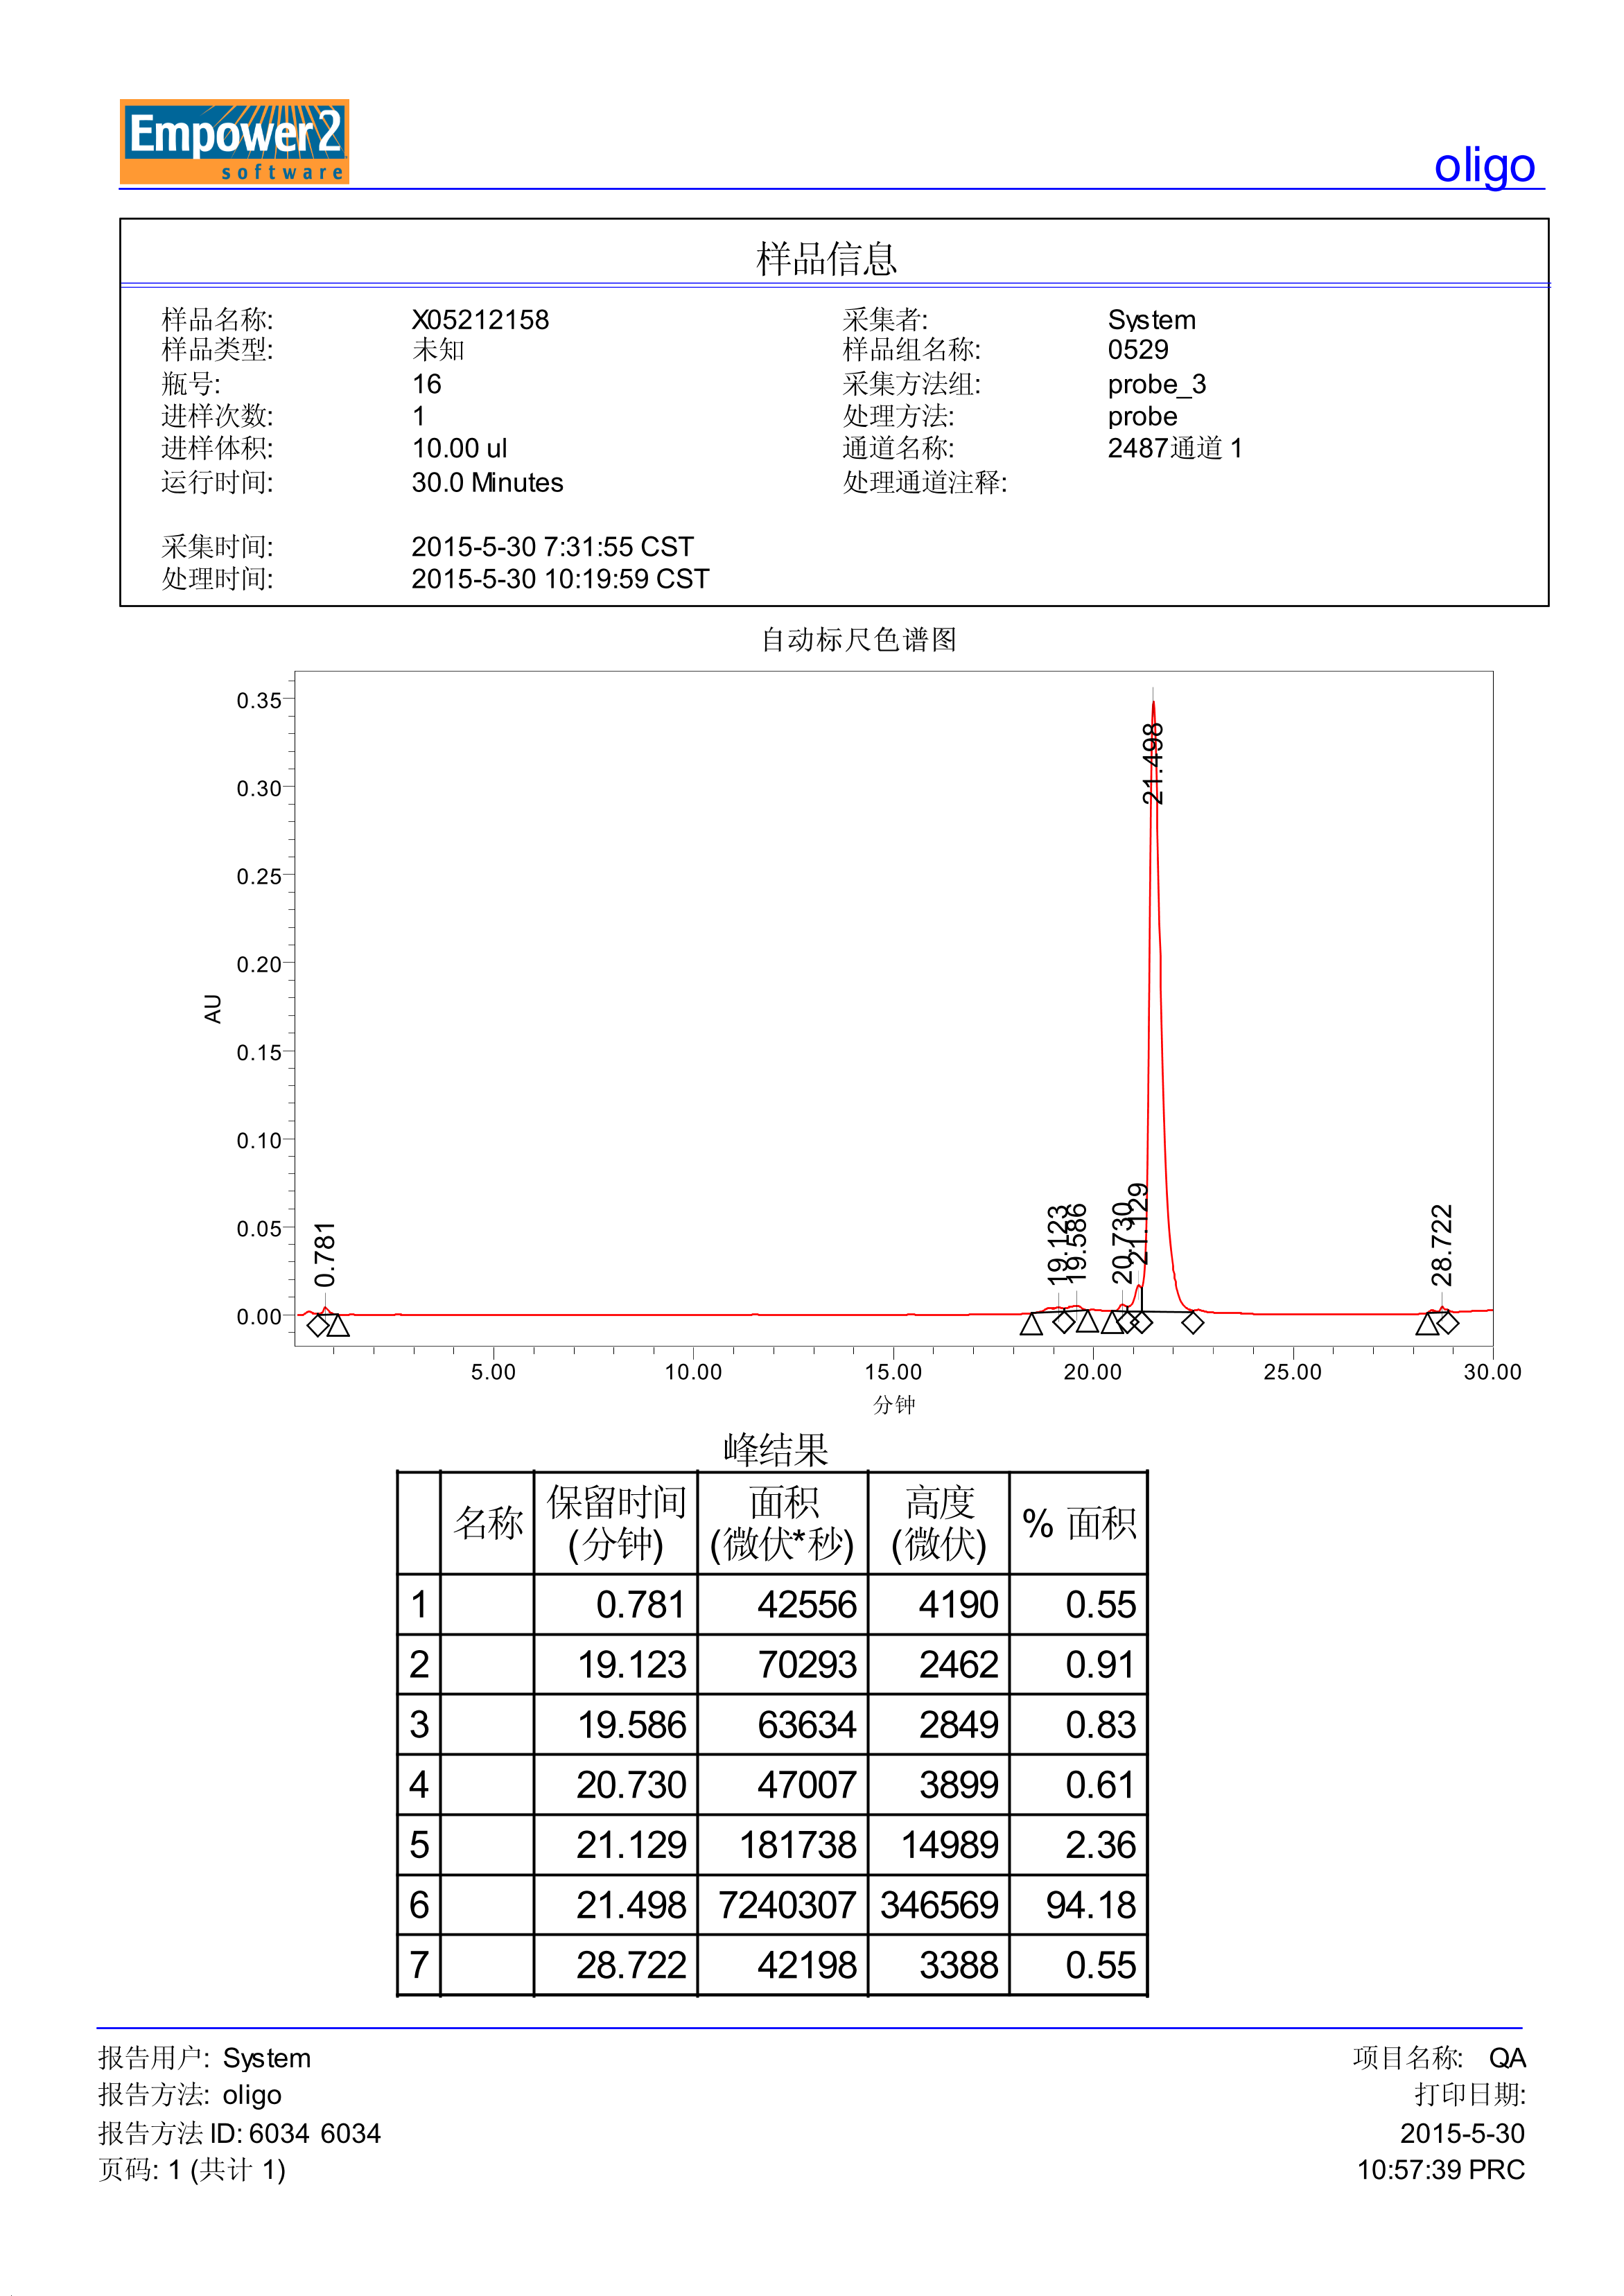 Empower2
software
oligo
样品信息
样品名称: X05212158 采集者: System
样品类型: 未知 样品组名称: 0529
瓶号: 16 采集方法组: probe_3
进样次数: 1 处理方法: probe
进样体积: 10.00 ul 通道名称: 2487通道 1
运行时间: 30.0 Minutes 处理通道注释:
采集时间: 2015-5-30 7:31:55 CST
处理时间: 2015-5-30 10:19:59 CST
自动标尺色谱图
0.35
0.30
0.25
0.20
0.15
0.10
0.05
0.00
AU
0.781
19.123
19.586
20.730
21.129
21.498
28.722
5.00 10.00 15.00 20.00 25.00 30.00
分钟
峰结果
名称 保留时间 (分钟) 面积 (微伏*秒) 高度 (微伏) % 面积
1 0.781 42556 4190 0.55
2 19.123 70293 2462 0.91
3 19.586 63634 2849 0.83
4 20.730 47007 3899 0.61
5 21.129 181738 14989 2.36
6 21.498 7240307 346569 94.18
7 28.722 42198 3388 0.55
报告用户: System 项目名称: QA
报告方法: oligo 打印日期:
报告方法 ID: 6034 6034 2015-5-30
页码: 1 (共计 1) 10:57:39 PRC